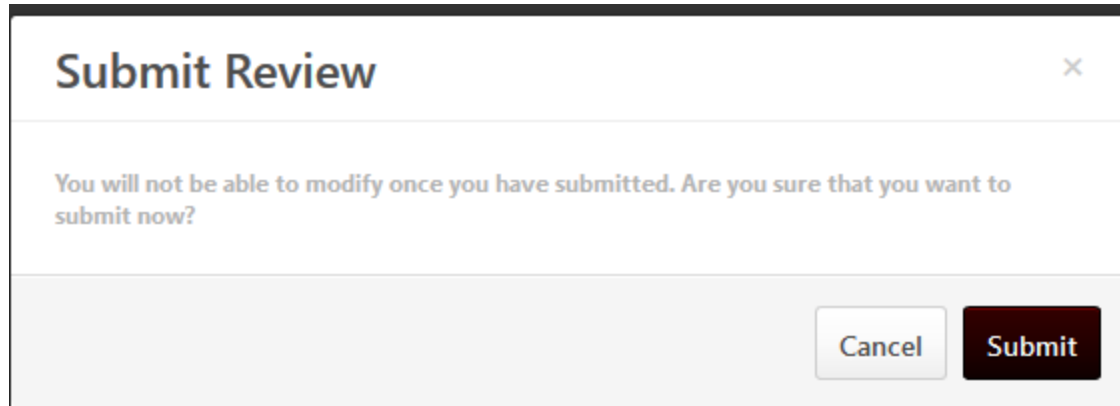 Submit Review
×
You will not be able to modify once you have submitted. Are you sure that you want to
submit now?
Cancel
Submit